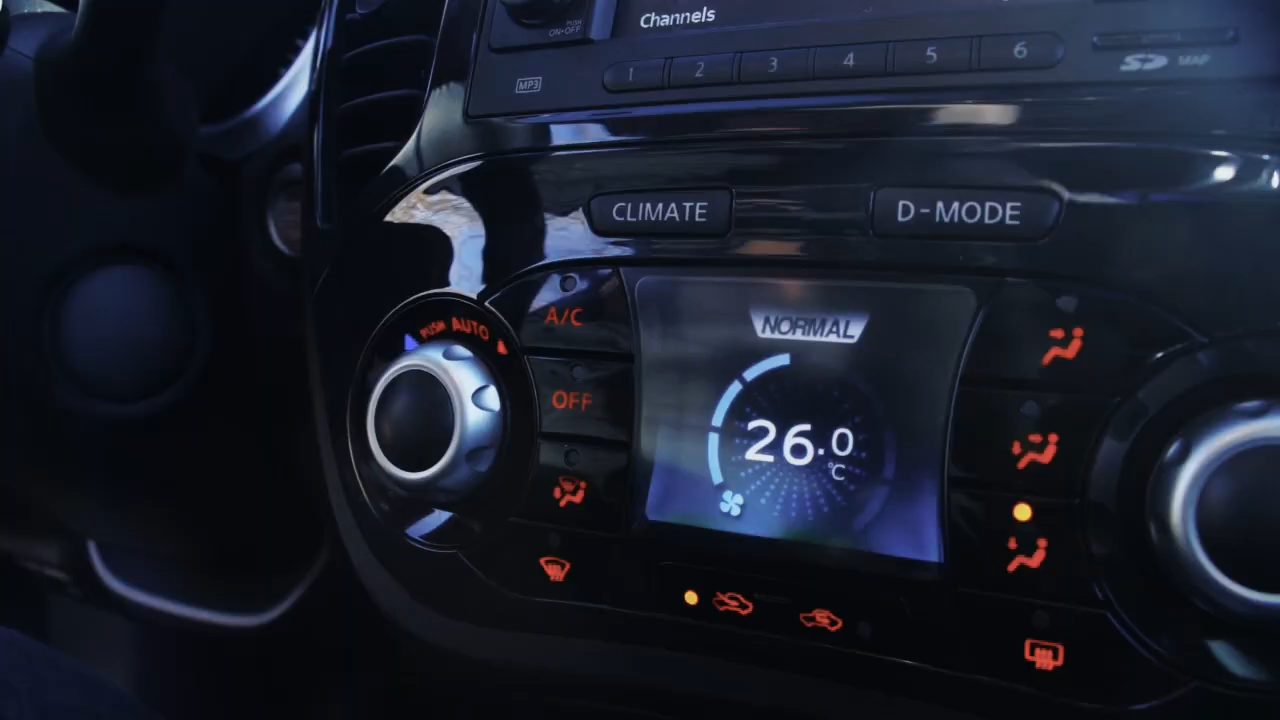 PUSH
ON•OFF
Channels
MP3
1 2 3 4 5 6
SD MAP
CLIMATE
D-MODE
PUSH AUTO
A/C
OFF
NORMAL
26.0
°C